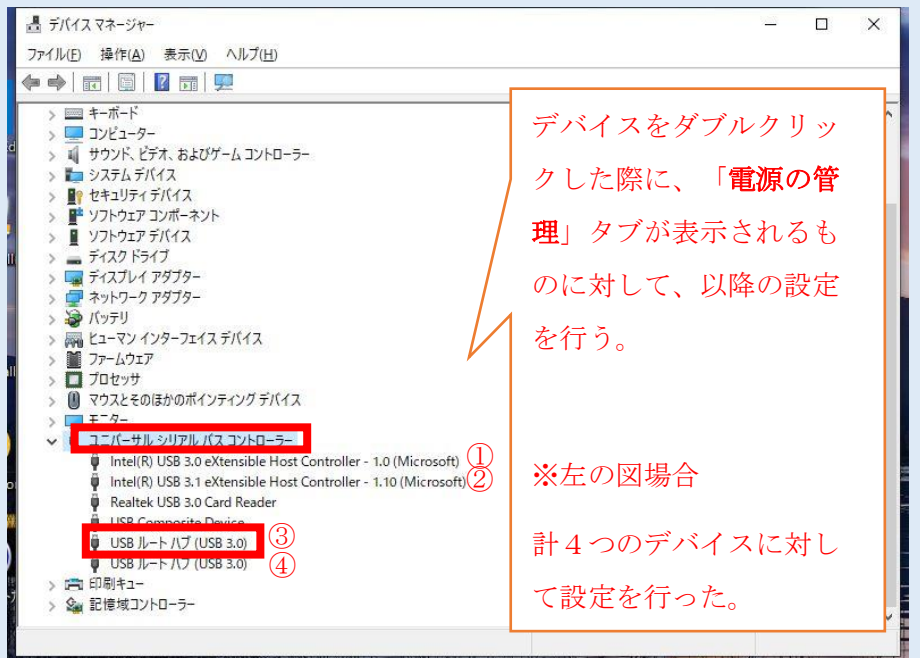 デバイス マネージャー
ファイル(F) 操作(A) 表示(V) ヘルプ(H)
キーボード
コンピューター
サウンド、ビデオ、およびゲーム コントローラー
システム デバイス
セキュリティ デバイス
ソフトウェア コンポーネント
ソフトウェア デバイス
ディスク ドライブ
ディスプレイ アダプター
ネットワーク アダプター
バッテリ
ヒューマン インターフェイス デバイス
ファームウェア
プロセッサ
マウスとそのほかのポインティング デバイス
モニター
ユニバーサル シリアル バス コントローラー
Intel(R) USB 3.0 eXtensible Host Controller - 1.0 (Microsoft) ①
Intel(R) USB 3.1 eXtensible Host Controller - 1.10 (Microsoft) ②
Realtek USB 3.0 Card Reader
USB Composite Device
USB ルート ハブ (USB 3.0) ③
USB ルート ハブ (USB 3.0) ④
印刷キュー
記憶域コントローラー
デバイスをダブルクリッ
クした際に、「電源の管
理」タブが表示されるも
のに対して、以降の設定
を行う。
※左の図場合
計４つのデバイスに対し
て設定を行った。